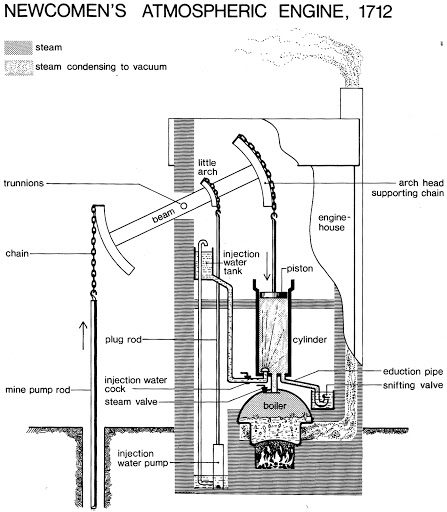 NEWCOMEN'S ATMOSPHERIC ENGINE, 1712
steam
steam condensing to vacuum
little
arch
trunnions
beam
arch head
supporting chain
engine-
house
chain
injection
water
tank
piston
plug rod
cylinder
mine pump rod
injection water
cock
steam valve
eduction pipe
snifting valve
boiler
injection
water pump